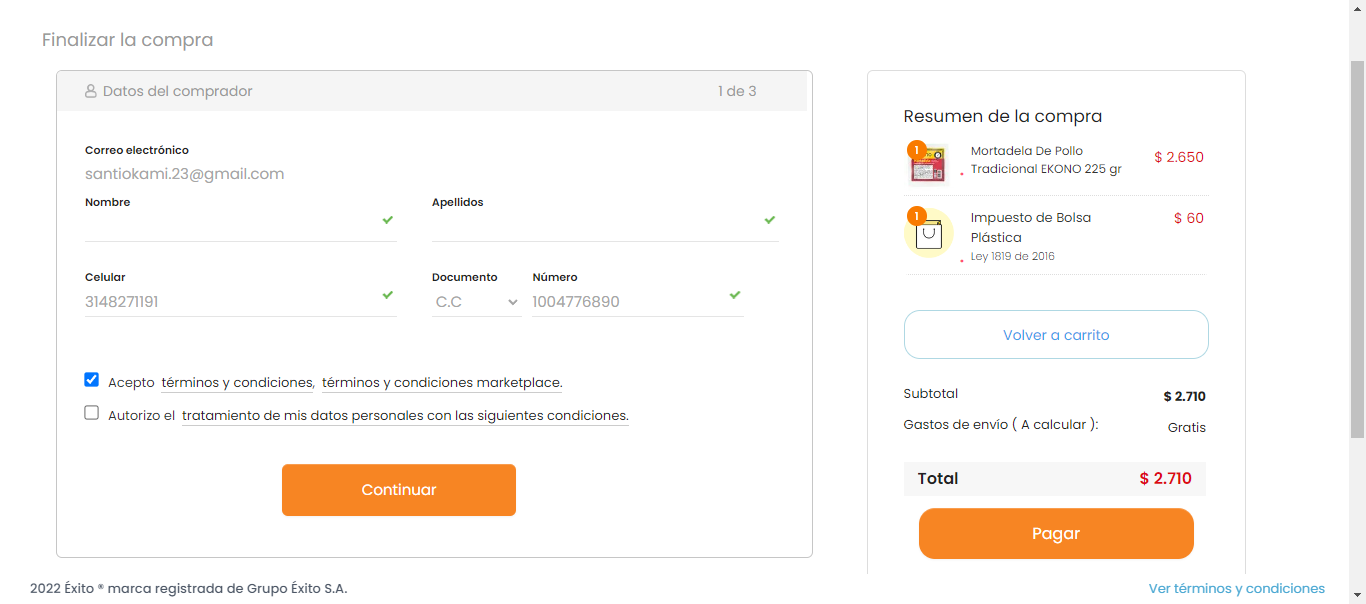 Finalizar la compra
Datos del comprador
1 de 3
Correo electrónico
santiokami.23@gmail.com
Nombre
Apellidos
Celular
3148271191
Documento
C.C
Número
1004776890
Acepto términos y condiciones, términos y condiciones marketplace.
Autorizo el tratamiento de mis datos personales con las siguientes condiciones.
Continuar
Resumen de la compra
1
Mortadela De Pollo
Tradicional EKONO 225 gr
$ 2.650
1
Impuesto de Bolsa
Plástica
Ley 1819 de 2016
$ 60
Volver a carrito
Subtotal
$ 2.710
Gastos de envío ( A calcular ):
Gratis
Total
$ 2.710
Pagar
2022 Éxito ® marca registrada de Grupo Éxito S.A.
Ver términos y condiciones